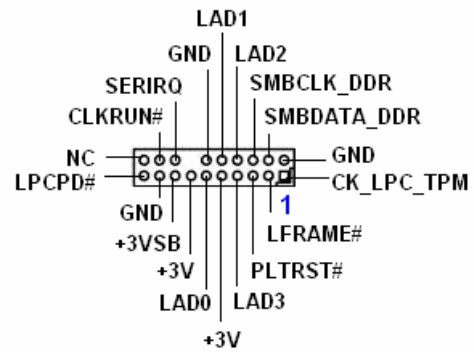 LAD1
GND LAD2
SERIRQ SMBCLK_DDR
CLKRUN# SMBDATA_DDR
NC GND
LPCPD# CK_LPC_TPM
GND 1 LFRAME#
+3VSB
+3V PLTRST#
LAD0 LAD3
+3V